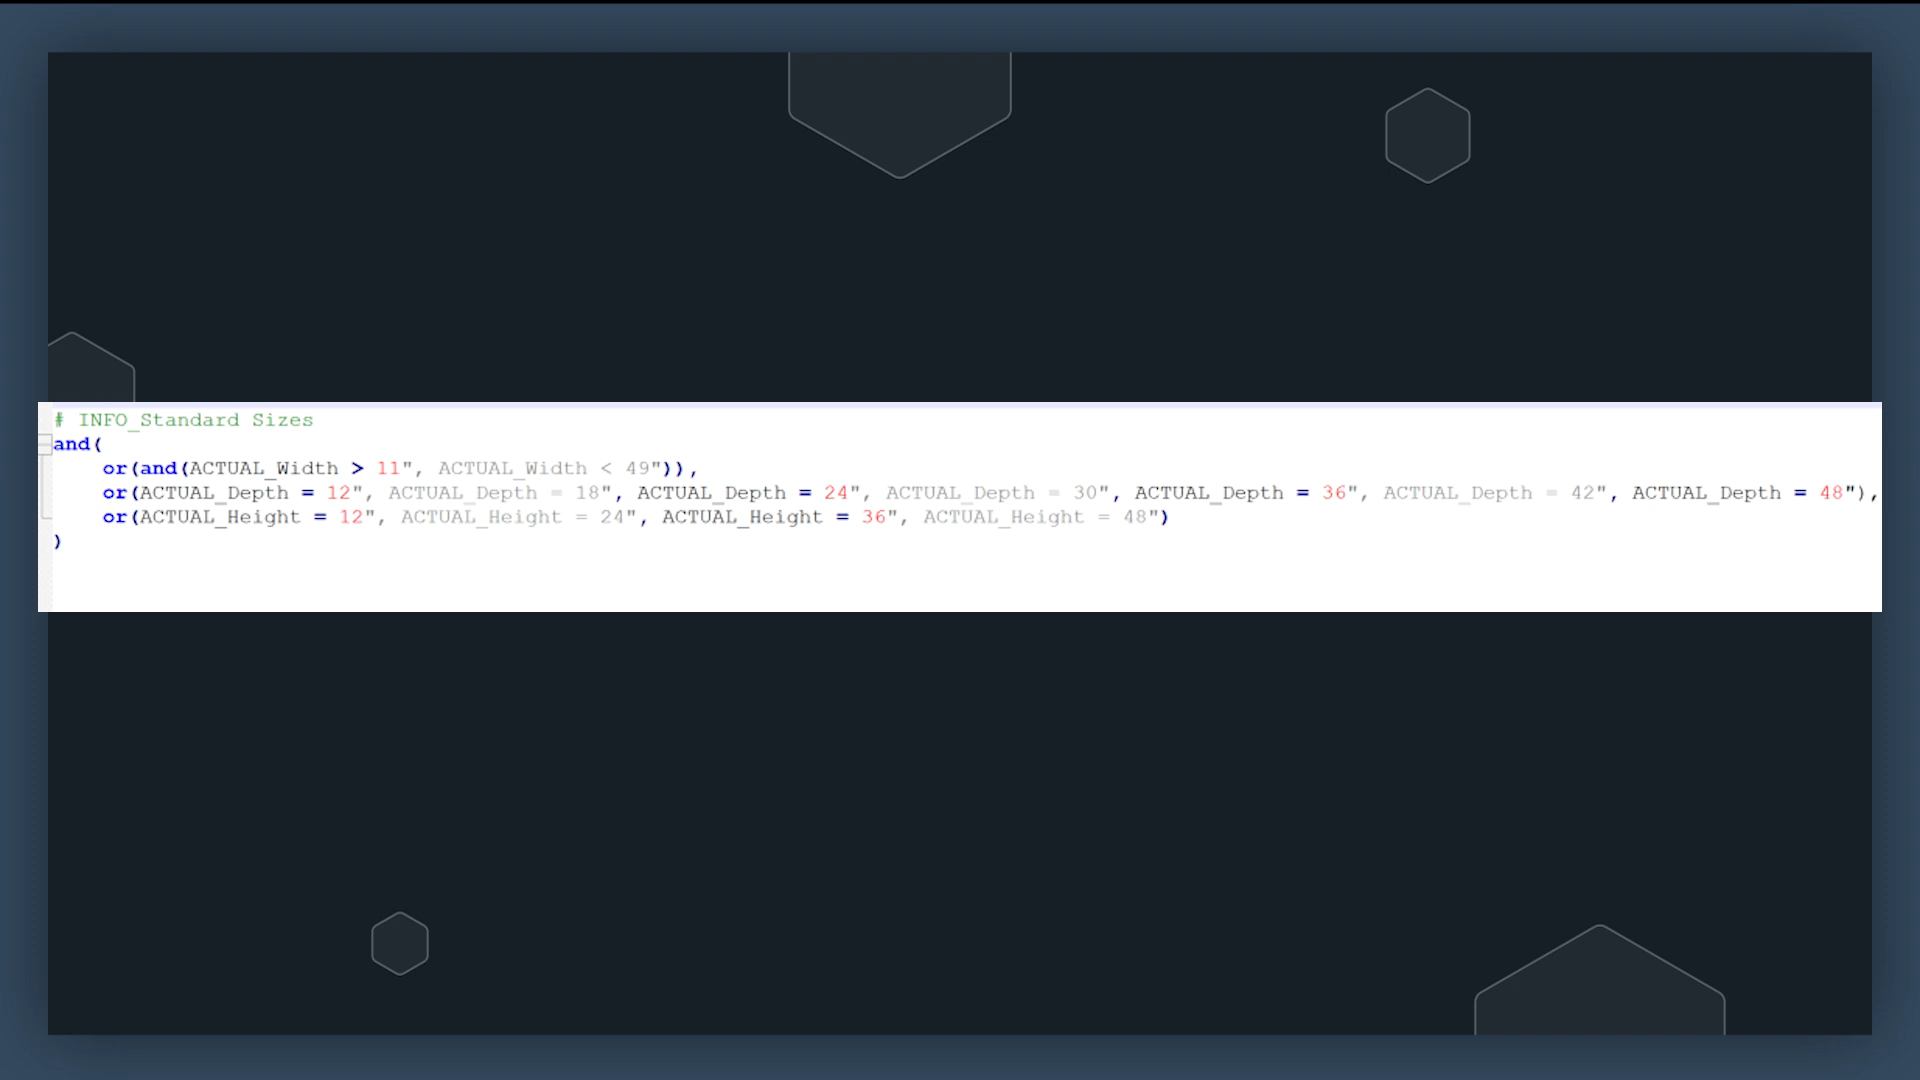 # INFO_Standard Sizes
and(
or(and(ACTUAL_Width > 11", ACTUAL_Width < 49")),
or(ACTUAL_Depth = 12", ACTUAL_Depth = 18", ACTUAL_Depth = 24", ACTUAL_Depth = 30", ACTUAL_Depth = 36", ACTUAL_Depth = 42", ACTUAL_Depth = 48"),
or(ACTUAL_Height = 12", ACTUAL_Height = 24", ACTUAL_Height = 36", ACTUAL_Height = 48")
)